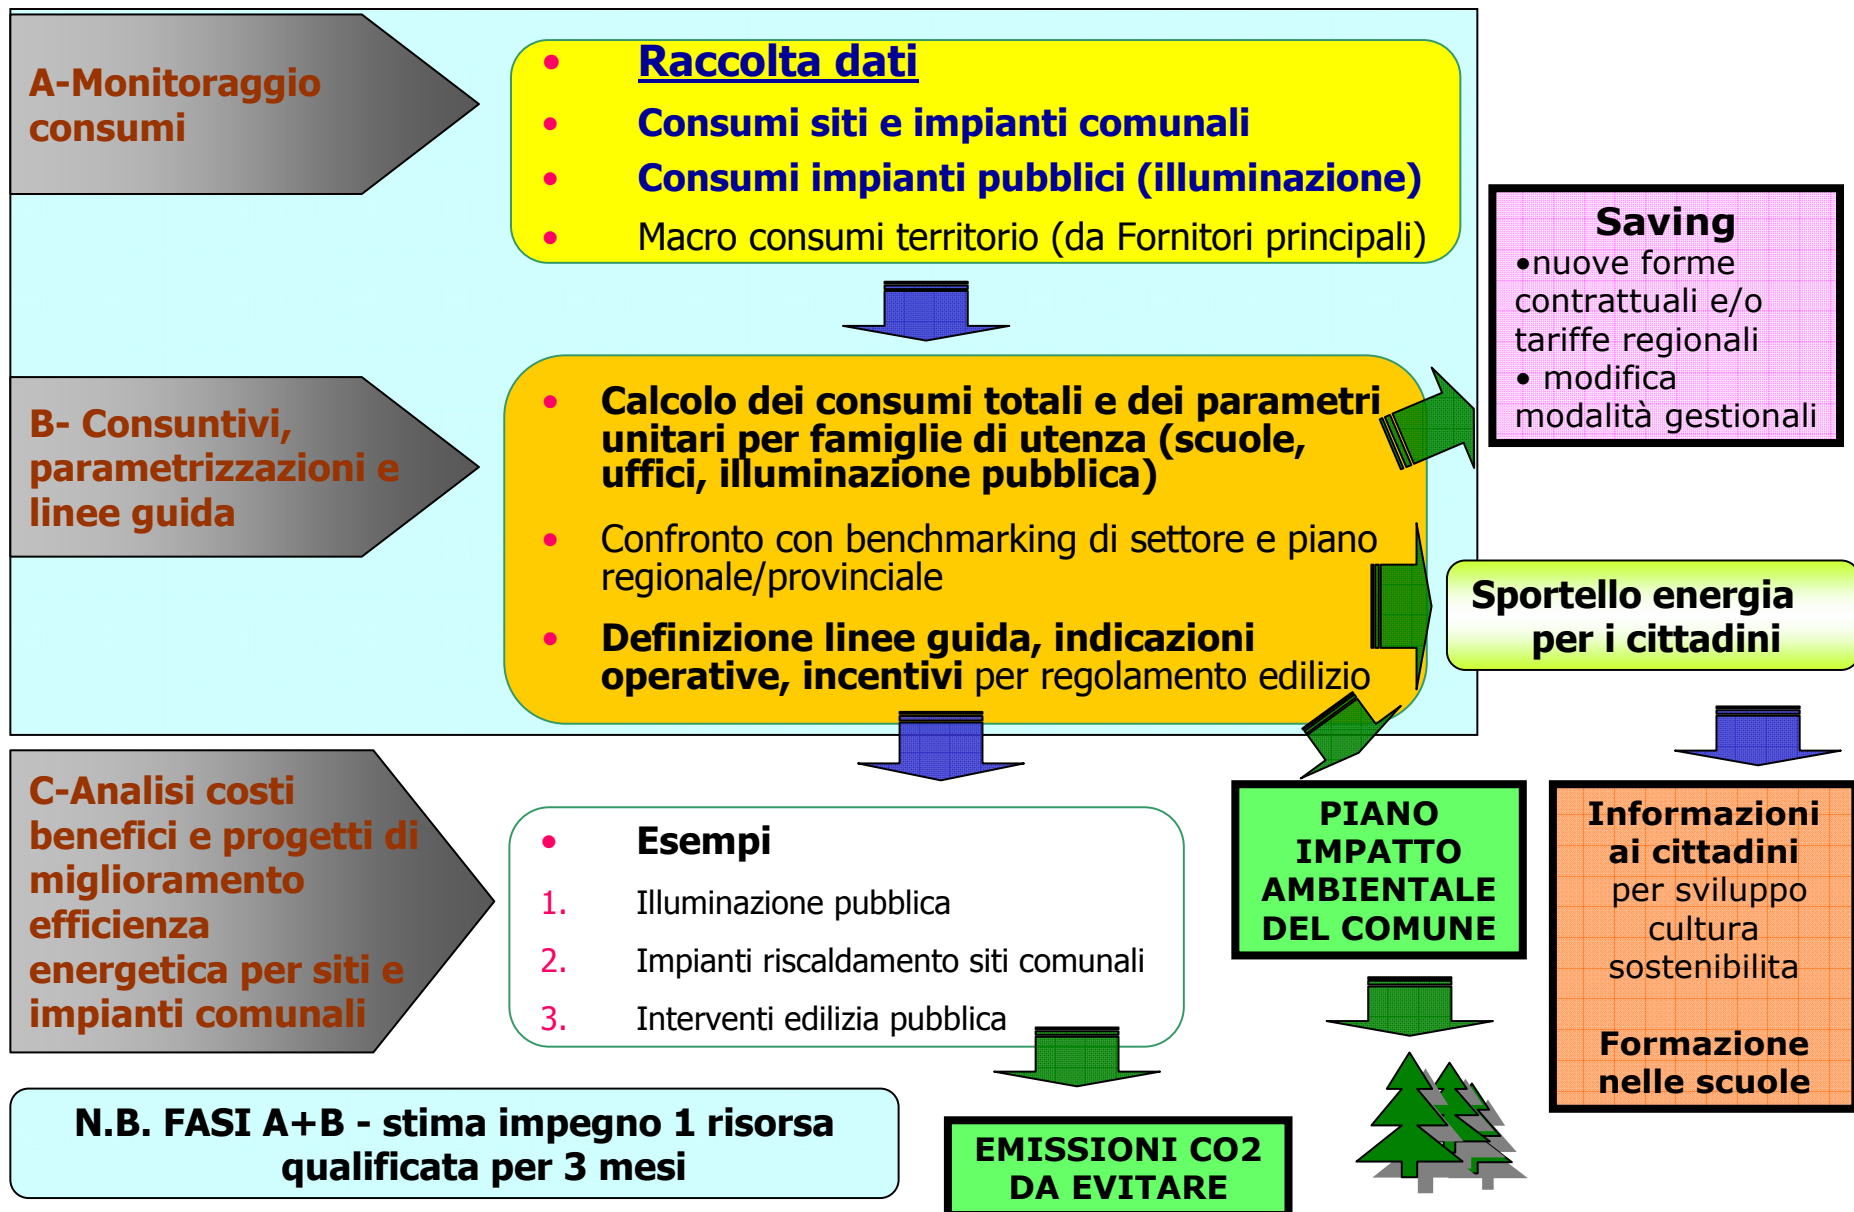 A-Monitoraggio
consumi
• Raccolta dati
• Consumi siti e impianti comunali
• Consumi impianti pubblici (illuminazione)
• Macro consumi territorio (da Fornitori principali)
Saving
•nuove forme
contrattuali e/o
tariffe regionali
• modifica
modalità gestionali
B- Consuntivi,
parametrizzazioni e
linee guida
• Calcolo dei consumi totali e dei parametri
unitari per famiglie di utenza (scuole,
uffici, illuminazione pubblica)
• Confronto con benchmarking di settore e piano
regionale/provinciale
• Definizione linee guida, indicazioni
operative, incentivi per regolamento edilizio
Sportello energia
per i cittadini
C-Analisi costi
benefici e progetti di
miglioramento
efficienza
energetica per siti e
impianti comunali
• Esempi
1. Illuminazione pubblica
2. Impianti riscaldamento siti comunali
3. Interventi edilizia pubblica
PIANO
IMPATTO
AMBIENTALE
DEL COMUNE
Informazioni
ai cittadini
per sviluppo
cultura
sostenibilita
Formazione
nelle scuole
N.B. FASI A+B - stima impegno 1 risorsa
qualificata per 3 mesi
EMISSIONI CO2
DA EVITARE